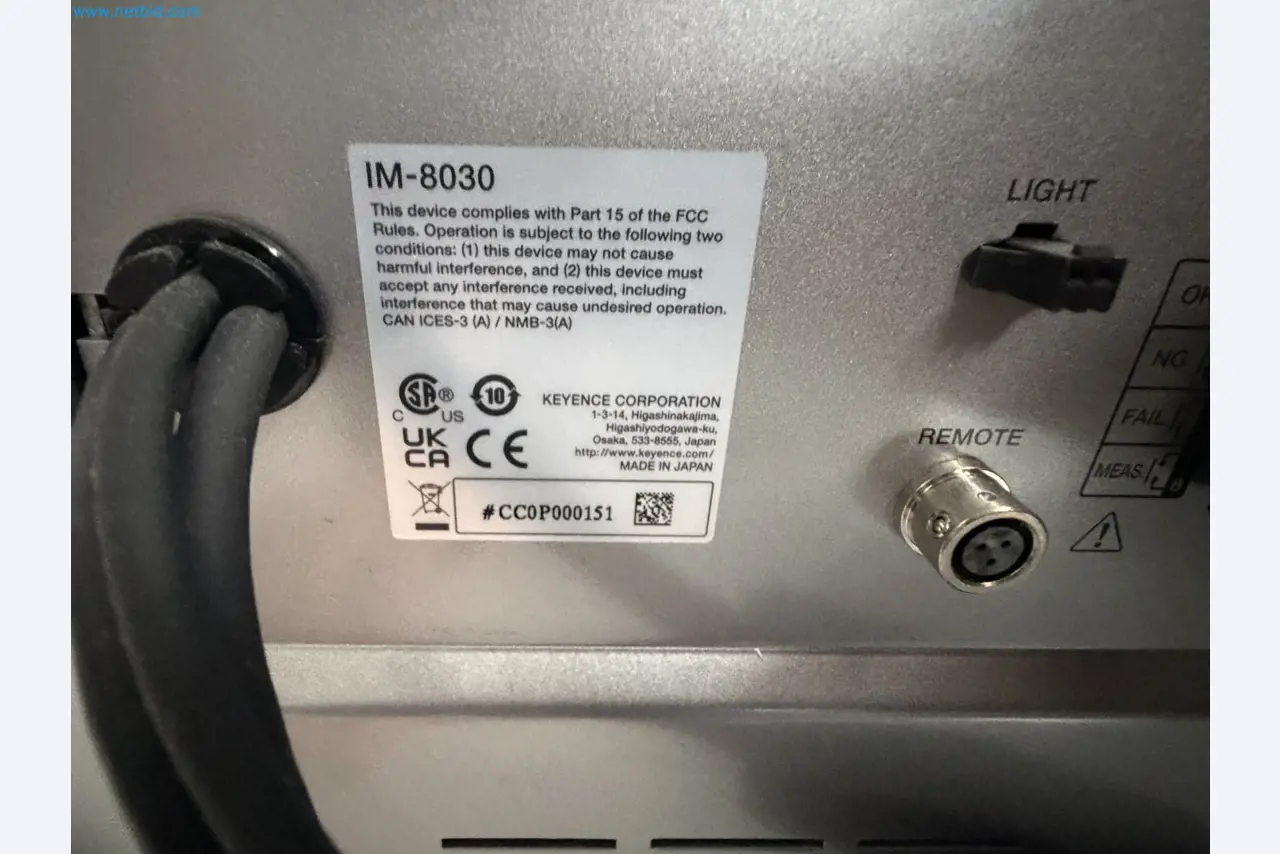 www.netbid.com
IM-8030
This device complies with Part 15 of the FCC
Rules. Operation is subject to the following two
conditions: (1) this device may not cause
harmful interference, and (2) this device must
accept any interference received, including
interference that may cause undesired operation.
CAN ICES-3 (A) / NMB-3(A)
SA ®
C US
10
UK
CA
CE
KEYENCE CORPORATION
1-3-14, Higashinakajima,
Higashiyodogawa-ku,
Osaka, 533-8555, Japan
http://www.keyence.com/
MADE IN JAPAN
#CC0P000151
LIGHT
REMOTE
OK
NG
FAIL
MEAS.